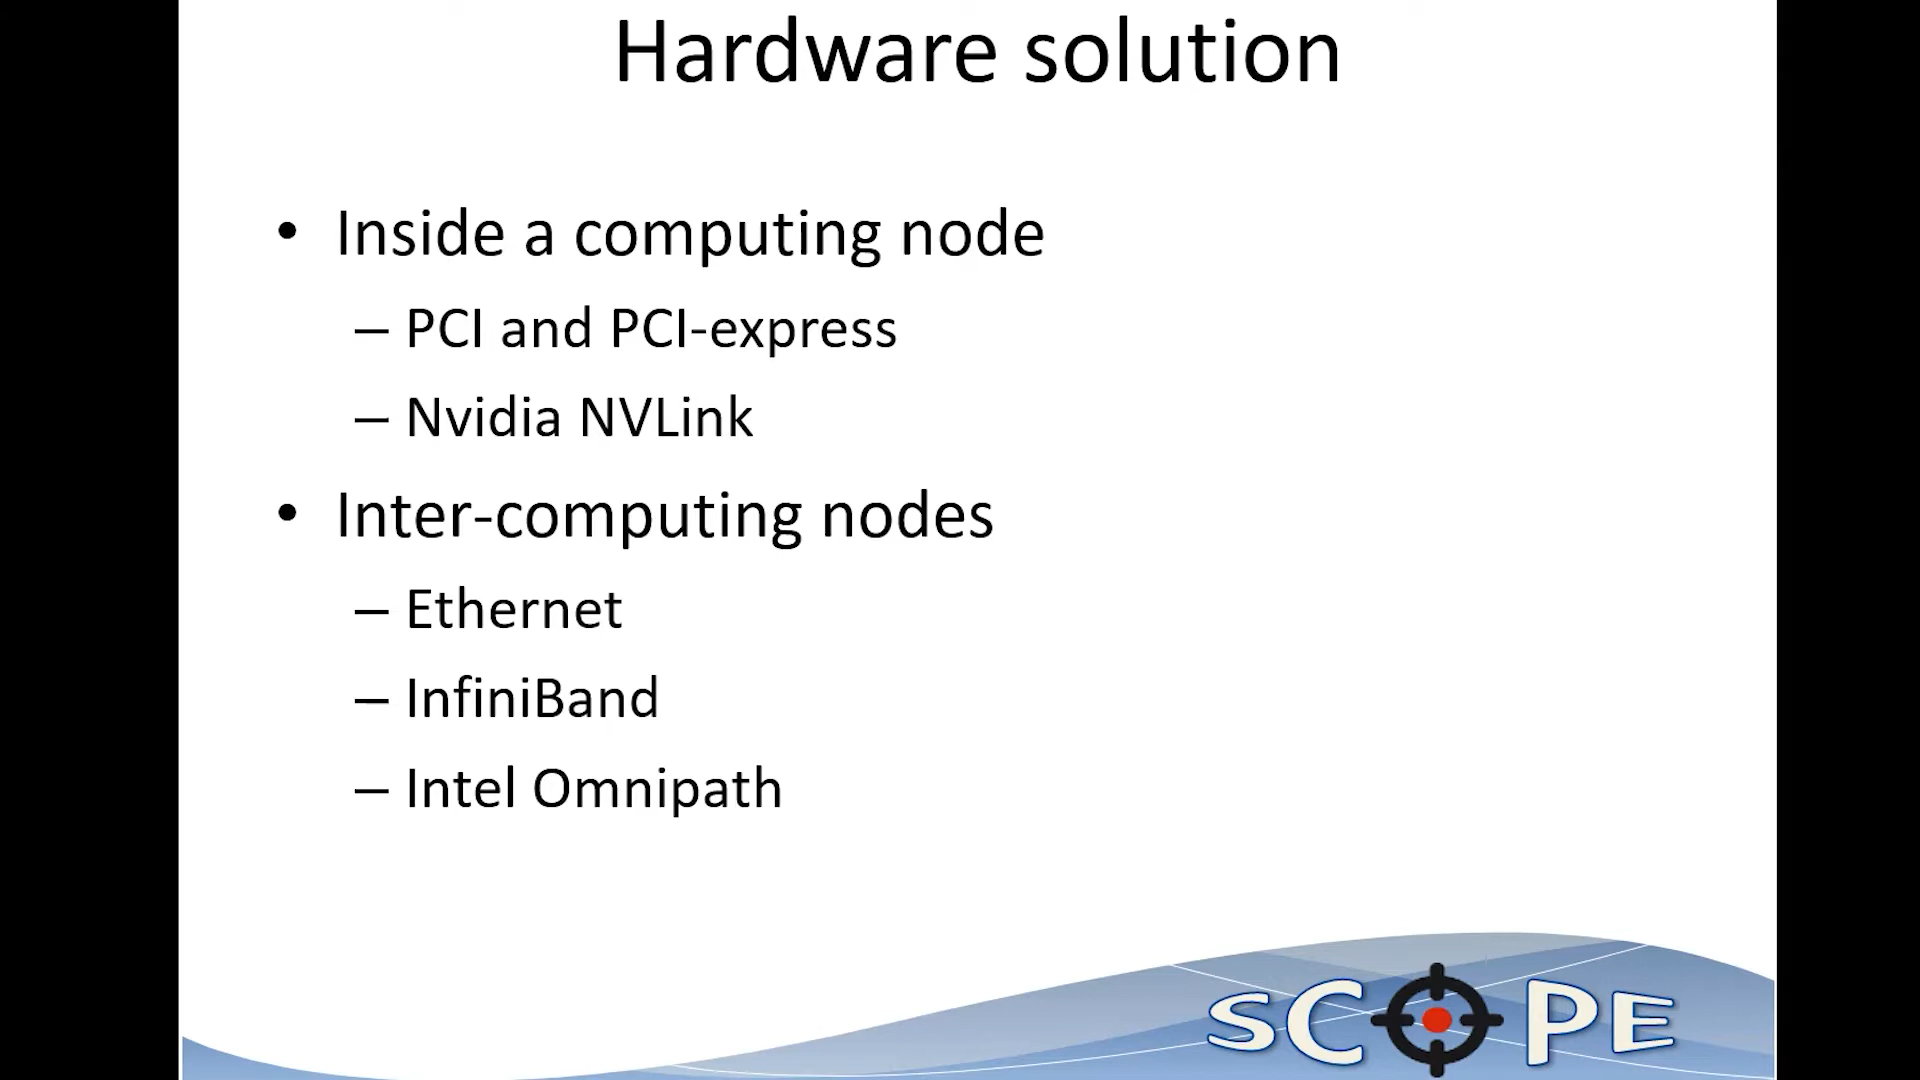 Hardware solution
• Inside a computing node
– PCI and PCI-express
– Nvidia NVLink
• Inter-computing nodes
– Ethernet
– InfiniBand
– Intel Omnipath
SCOPE